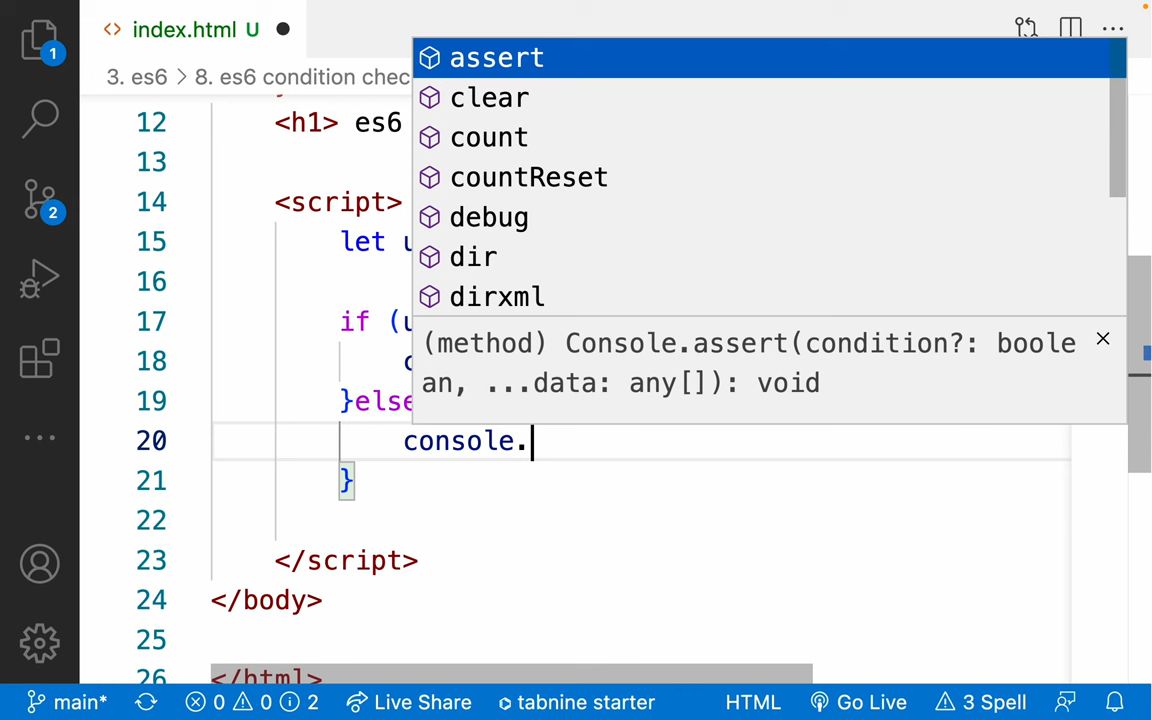 1
index.html U
3. es6 > 8. es6 condition chec
assert
clear
count
countReset
debug
dir
dirxml
(method) Console.assert(condition?: boole
an, ...data: any[]): void
12 <h1> es6
13
14 <script>
15 let u
16
17 if (u
18 c
19 }else
20 console.
21 }
22
23 </script>
24 </body>
25
26 </html>
2
main* 0 0 2 Live Share tabnine starter HTML Go Live 3 Spell